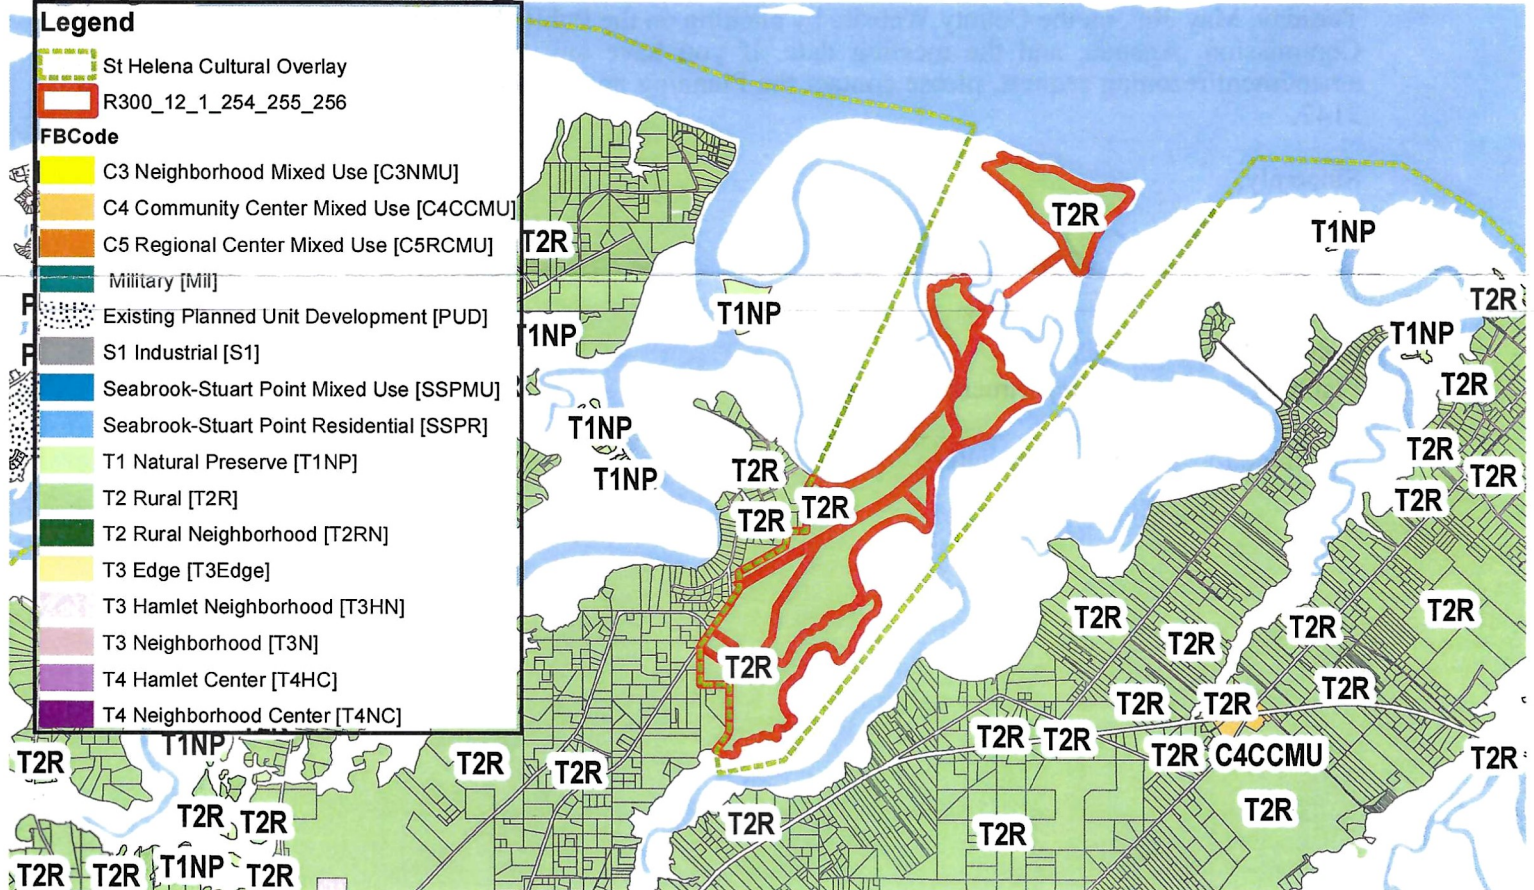 Legend
St Helena Cultural Overlay
R300_12_1_254_255_256
FBCode
C3 Neighborhood Mixed Use [C3NMU]
C4 Community Center Mixed Use [C4CCMU]
C5 Regional Center Mixed Use [C5RCMU]
Military [Mil]
Existing Planned Unit Development [PUD]
S1 Industrial [S1]
Seabrook-Stuart Point Mixed Use [SSPMU]
Seabrook-Stuart Point Residential [SSPR]
T1 Natural Preserve [T1NP]
T2 Rural [T2R]
T2 Rural Neighborhood [T2RN]
T3 Edge [T3Edge]
T3 Hamlet Neighborhood [T3HN]
T3 Neighborhood [T3N]
T4 Hamlet Center [T4HC]
T4 Neighborhood Center [T4NC]
T2R
T1NP
T2R
T2R
T1NP
T1NP
T1NP
T2R
T1NP
T2R
T1NP
T2R
T2R
T1NP
T2R
T2R
T2R
T2R
T2R
T2R
T2R
T2R
T2R
T2R
T2R
T2R
T1NP
T2R
T2R
T2R
T2R
T2R
T2R
C4CCMU
T2R
T2R
T2R
T2R
T2R
T2R
T2R
T2R
T1NP
T2R